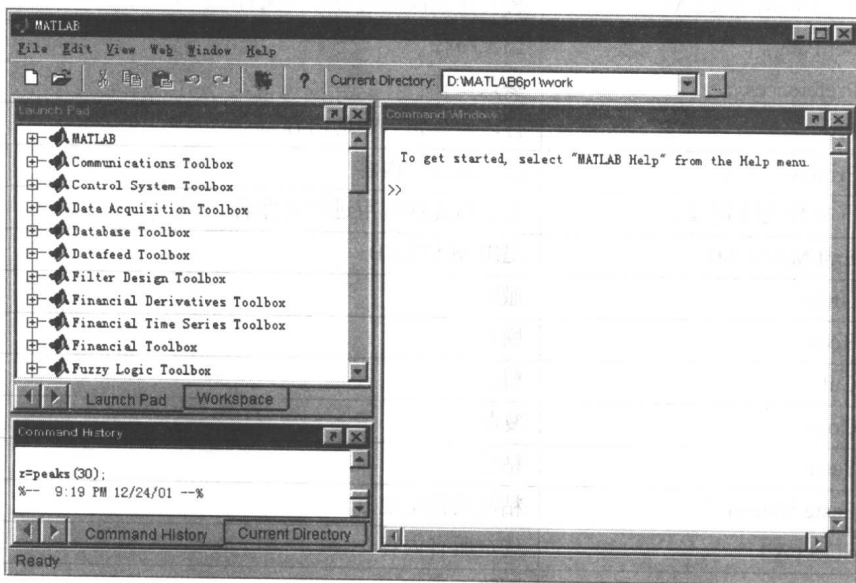 MATLAB
File Edit View Web Window Help
? Current Directory: D:\MATLAB6p1\work ...
Launch Pad
MATLAB
Communications Toolbox
Control System Toolbox
Data Acquisition Toolbox
Database Toolbox
Datafeed Toolbox
Filter Design Toolbox
Financial Derivatives Toolbox
Financial Time Series Toolbox
Financial Toolbox
Fuzzy Logic Toolbox
Launch Pad Workspace
Command History
z=peaks(30);
%-- 9:19 PM 12/24/01 --%
Command History Current Directory
Ready
Command Window
To get started, select "MATLAB Help" from the Help menu.
>>